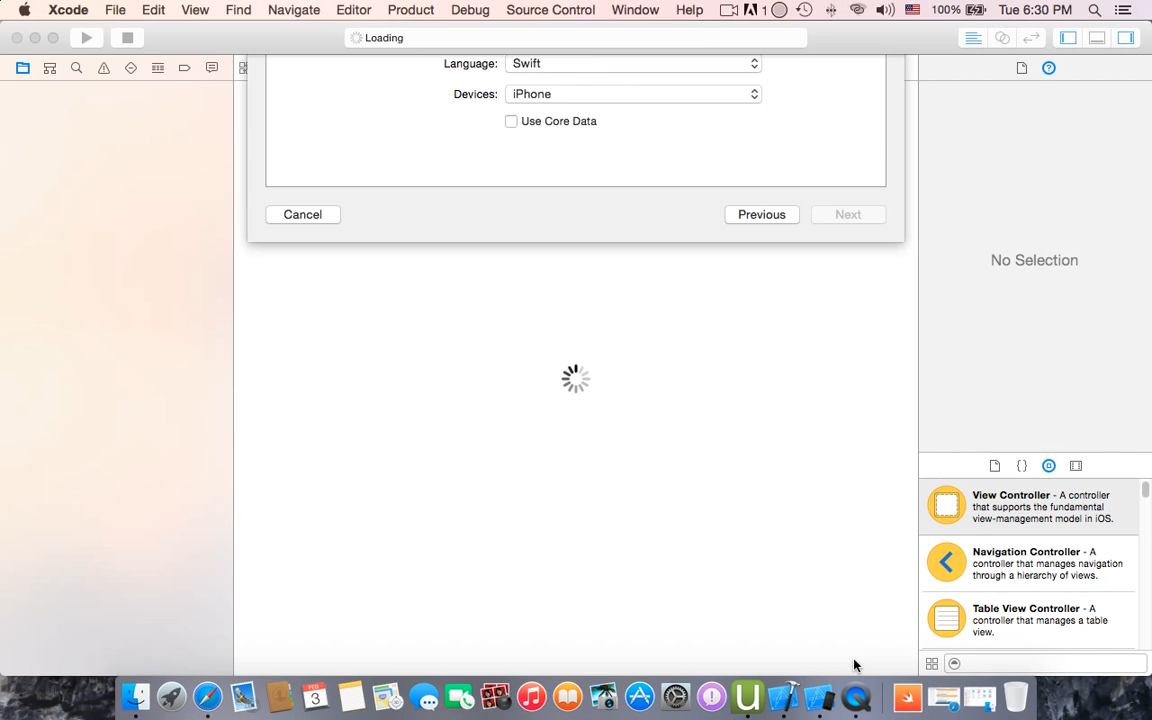 Xcode File Edit View Find Navigate Editor Product Debug Source Control Window Help 1 100% Tue 6:30 PM
Loading
Language: Swift
Devices: iPhone
Use Core Data
Cancel Previous Next
No Selection
View Controller - A controller
that supports the fundamental
view-management model in iOS.
Navigation Controller - A
controller that manages navigation
through a hierarchy of views.
Table View Controller - A
controller that manages a table
view.
FEB
3